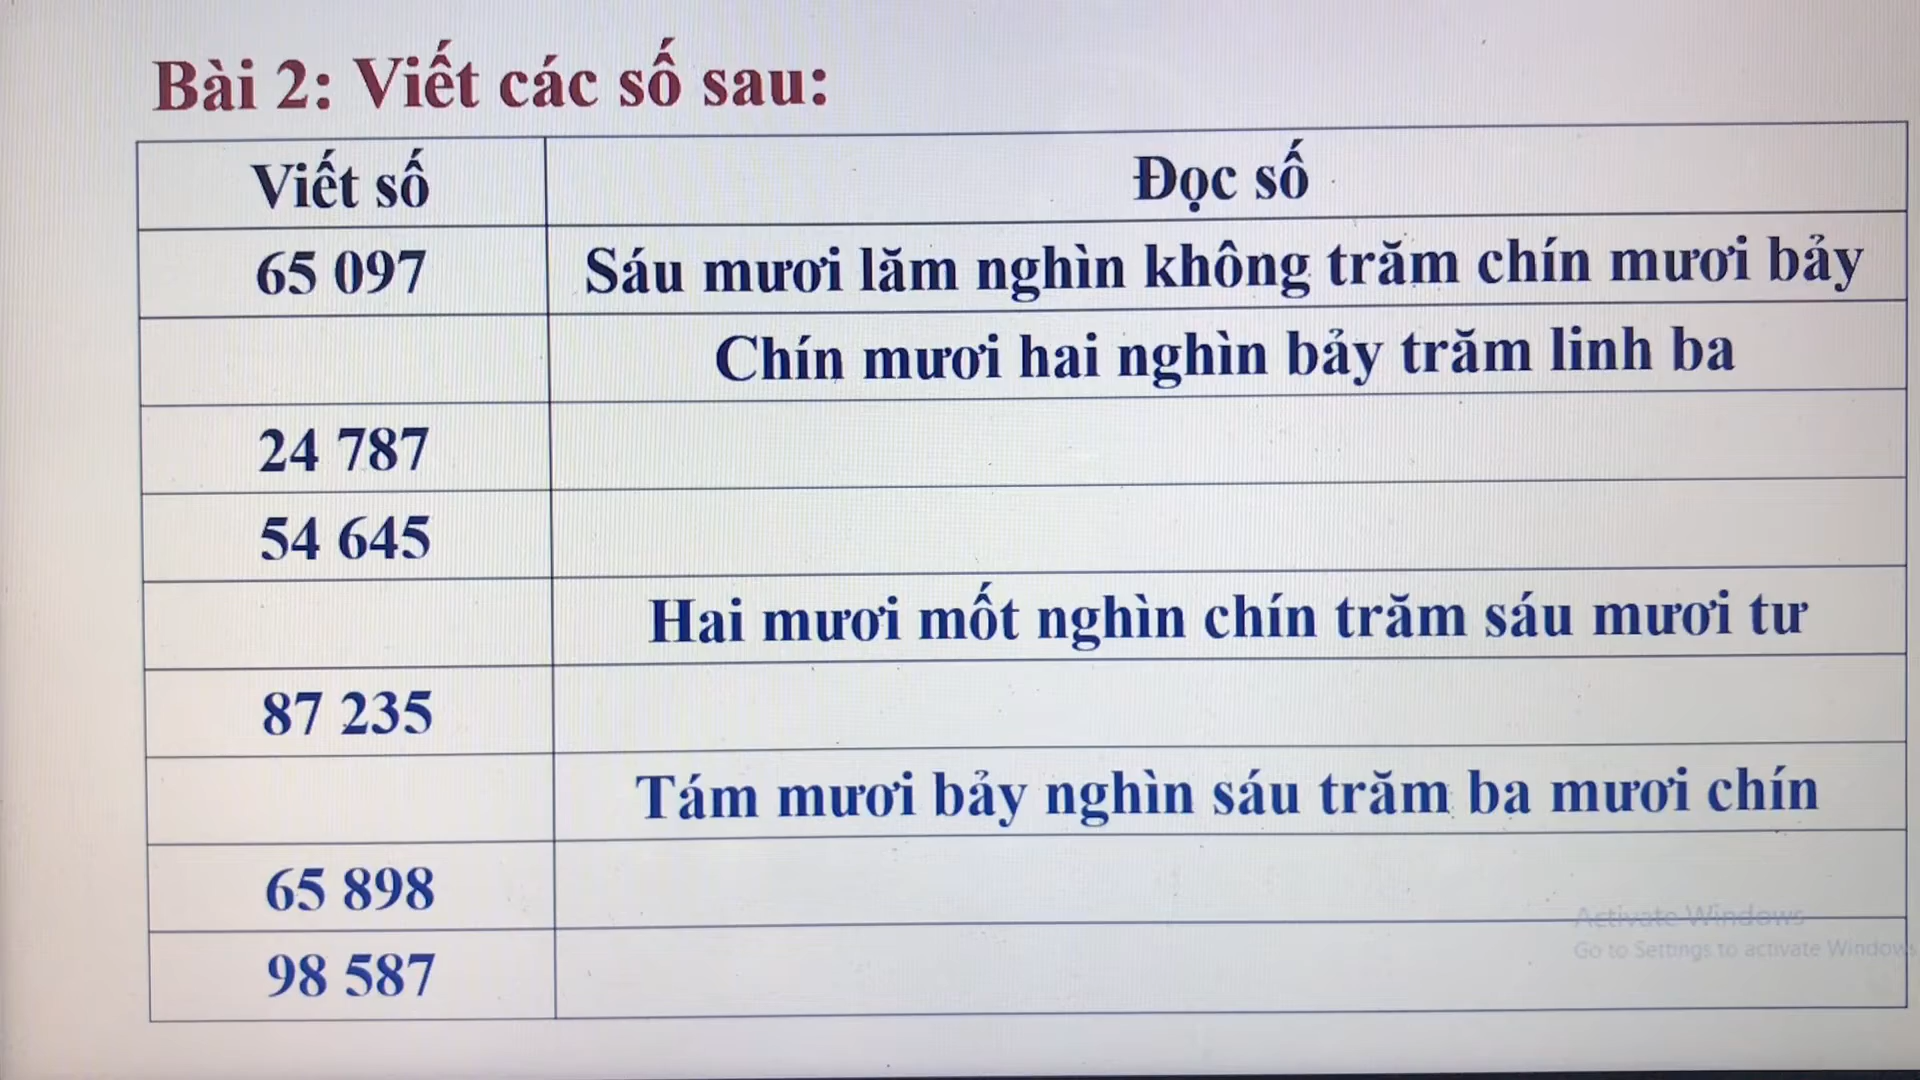 Bài 2: Viết các số sau:
Viết số Đọc số
65 097 Sáu mươi lăm nghìn không trăm chín mươi bảy
Chín mươi hai nghìn bảy trăm linh ba
24 787
54 645
Hai mươi mốt nghìn chín trăm sáu mươi tư
87 235
Tám mươi bảy nghìn sáu trăm ba mươi chín
65 898
Activate Windows
Go to Settings to activate Windows
98 587